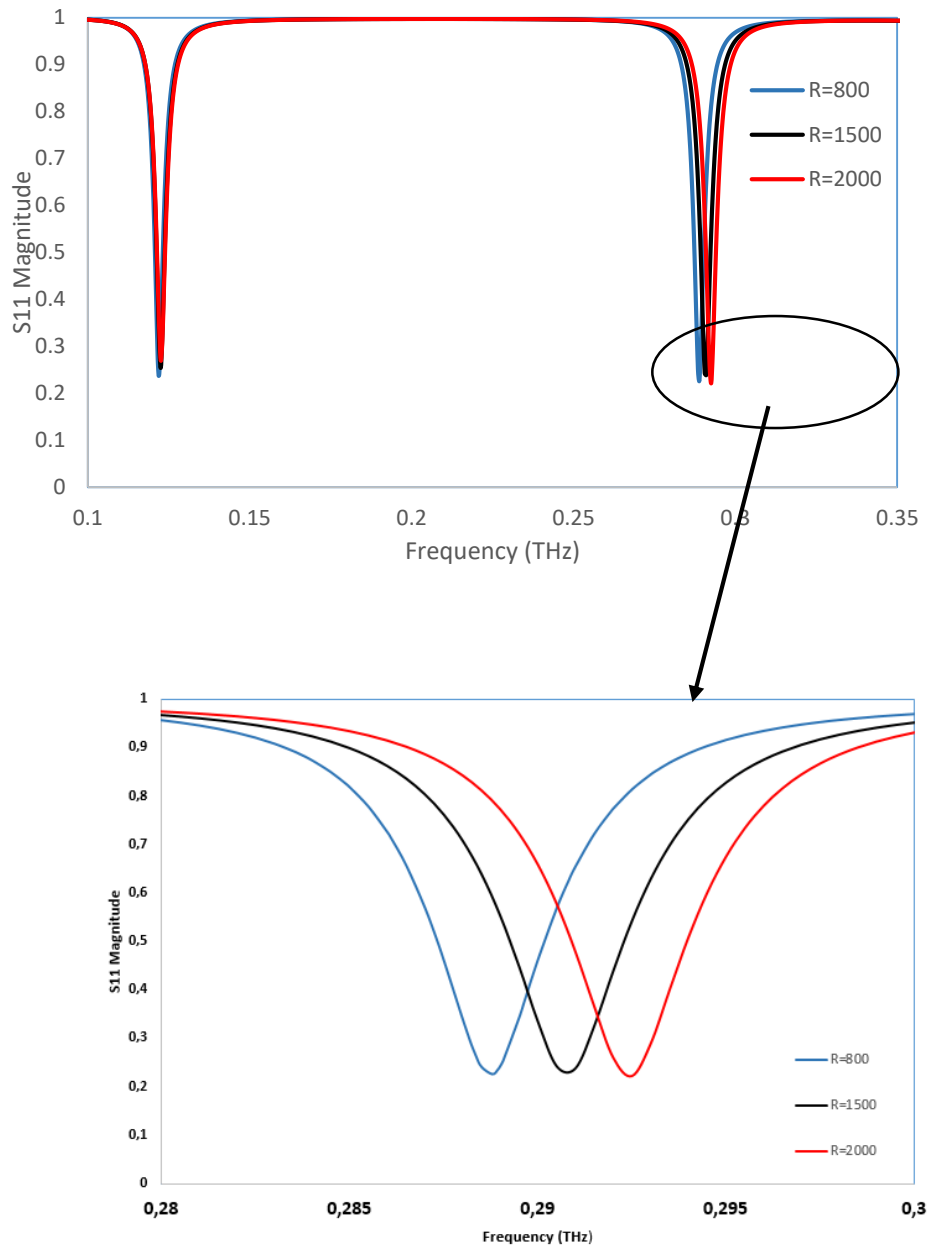 1
0.9
0.8
0.7
0.6
0.5
0.4
0.3
0.2
0.1
0
S11 Magnitude
R=800
R=1500
R=2000
0.1 0.15 0.2 0.25 0.3 0.35
Frequency (THz)
1
0,9
0,8
0,7
0,6
0,5
0,4
0,3
0,2
0,1
0
S11 Magnitude
R=800
R=1500
R=2000
0,28 0,285 0,29 0,295 0,3
Frequency (THz)